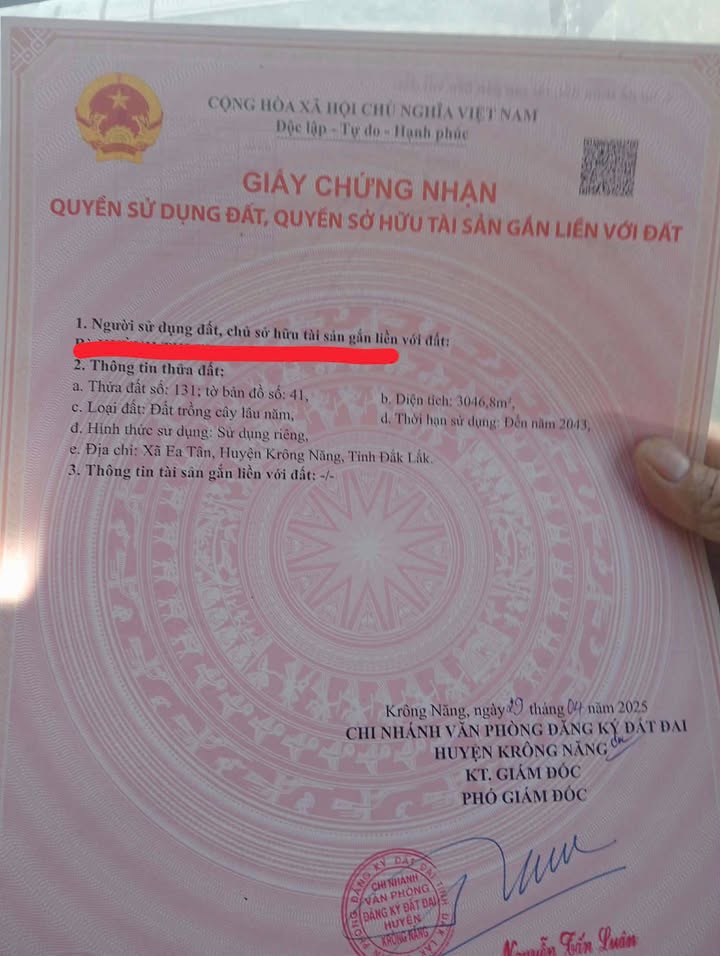 CỘNG HÒA XÃ HỘI CHỦ NGHĨA VIỆT NAM
Độc lập - Tự do - Hạnh phúc
GIẤY CHỨNG NHẬN
QUYỀN SỬ DỤNG ĐẤT, QUYỀN SỞ HỮU TÀI SẢN GẮN LIỀN VỚI ĐẤT
1. Người sử dụng đất, chủ sở hữu tài sản gắn liền với đất:
2. Thông tin thửa đất:
a. Thửa đất số: 131; tờ bản đồ số: 41,
b. Diện tích: 3046,8m²,
c. Loại đất: Đất trồng cây lâu năm,
d. Thời hạn sử dụng: Đến năm 2043,
đ. Hình thức sử dụng: Sử dụng riêng,
e. Địa chỉ: Xã Ea Tân, Huyện Krông Năng, Tỉnh Đắk Lắk.
3. Thông tin tài sản gắn liền với đất: -/-
Krông Năng, ngày 29 tháng 04 năm 2025
CHI NHÁNH VĂN PHÒNG ĐĂNG KÝ ĐẤT ĐAI
HUYỆN KRÔNG NĂNG
KT. GIÁM ĐỐC
PHÓ GIÁM ĐỐC
CHI NHÁNH
VĂN PHÒNG
ĐĂNG KÝ ĐẤT ĐAI
HUYỆN
KRÔNG NĂNG
Nguyễn Tấn Luân